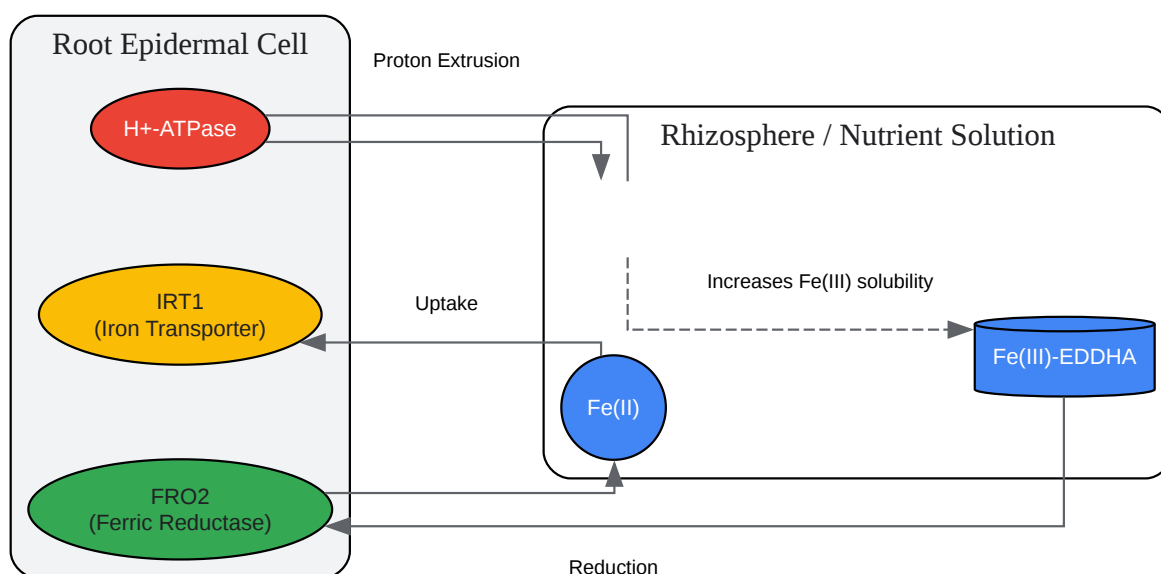 Root Epidermal Cell
Proton Extrusion
H+-ATPase
Rhizosphere / Nutrient Solution
Increases Fe(III) solubility
IRT1
(Iron Transporter)
Uptake
Fe(III)-EDDHA
Fe(II)
FRO2
(Ferric Reductase)
Reduction